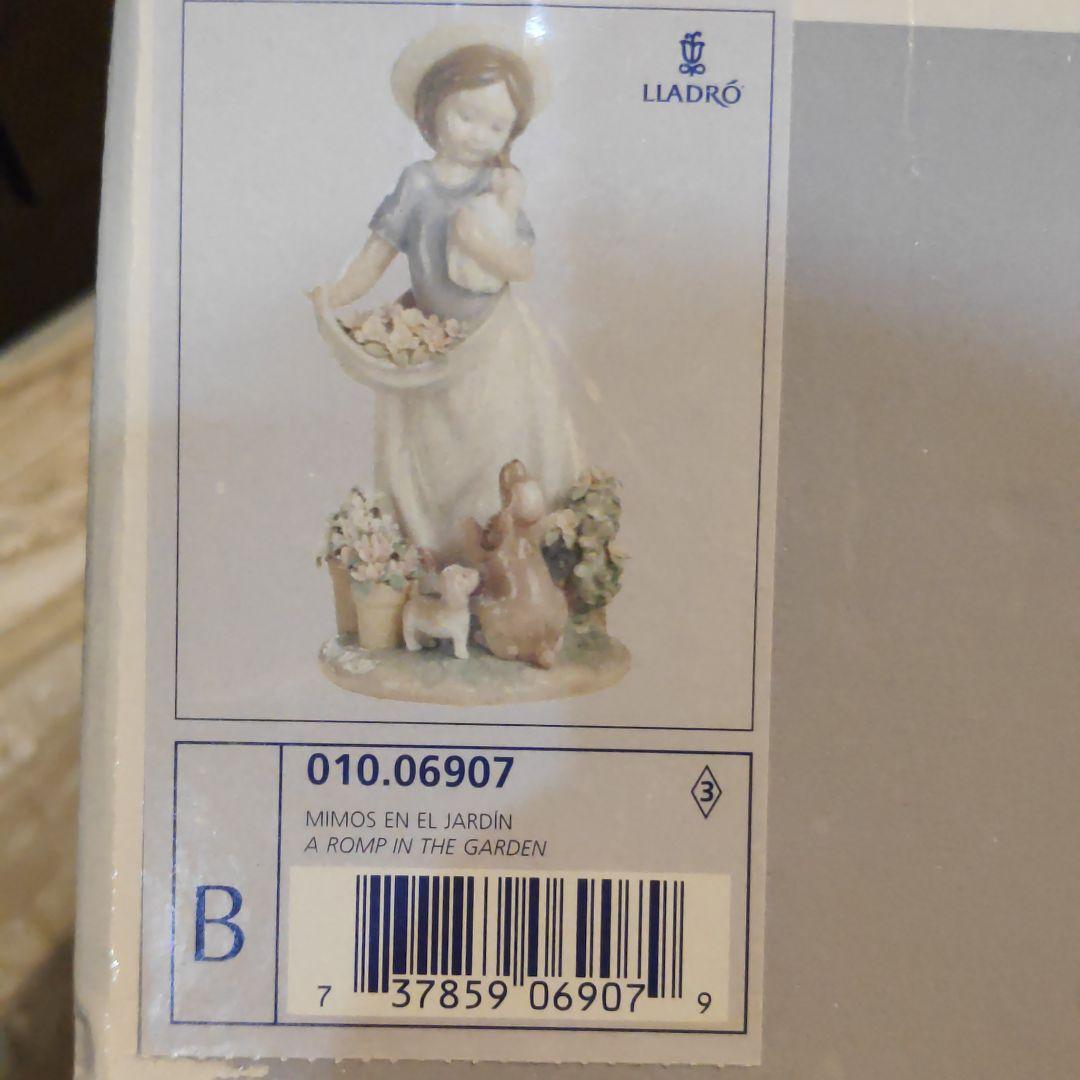 LLADRÓ
010.06907
3
MIMOS EN EL JARDÍN
A ROMP IN THE GARDEN
B
7 37859 06907 9